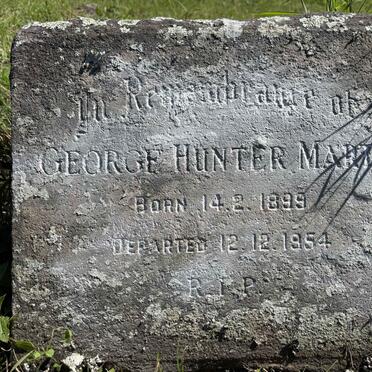 In Remembrance of
GEORGE HUNTER
BORN 14.2.1899
DEPARTED 12.12.1954
R.I.P.